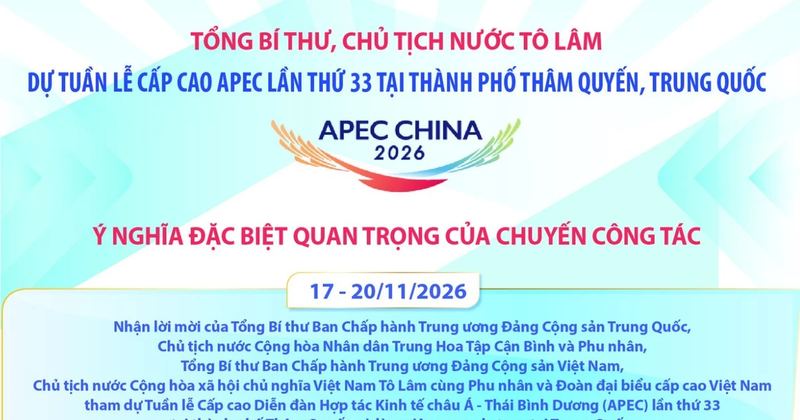 TỔNG BÍ THƯ, CHỦ TỊCH NƯỚC TÔ LÂM
DỰ TUẦN LỄ CẤP CAO APEC LẦN THỨ 33 TẠI THÀNH PHỐ THÂM QUYẾN, TRUNG QUỐC
APEC CHINA
2026
Ý NGHĨA ĐẶC BIỆT QUAN TRỌNG CỦA CHUYẾN CÔNG TÁC
17 - 20/11/2026
Nhận lời mời của Tổng Bí thư Ban Chấp hành Trung ương Đảng Cộng sản Trung Quốc,
Chủ tịch nước Cộng hòa Nhân dân Trung Hoa Tập Cận Bình và Phu nhân,
Tổng Bí thư Ban Chấp hành Trung ương Đảng Cộng sản Việt Nam,
Chủ tịch nước Cộng hòa xã hội chủ nghĩa Việt Nam Tô Lâm cùng Phu nhân và Đoàn đại biểu cấp cao Việt Nam
tham dự Tuần lễ Cấp cao Diễn đàn Hợp tác Kinh tế châu Á - Thái Bình Dương (APEC) lần thứ 33